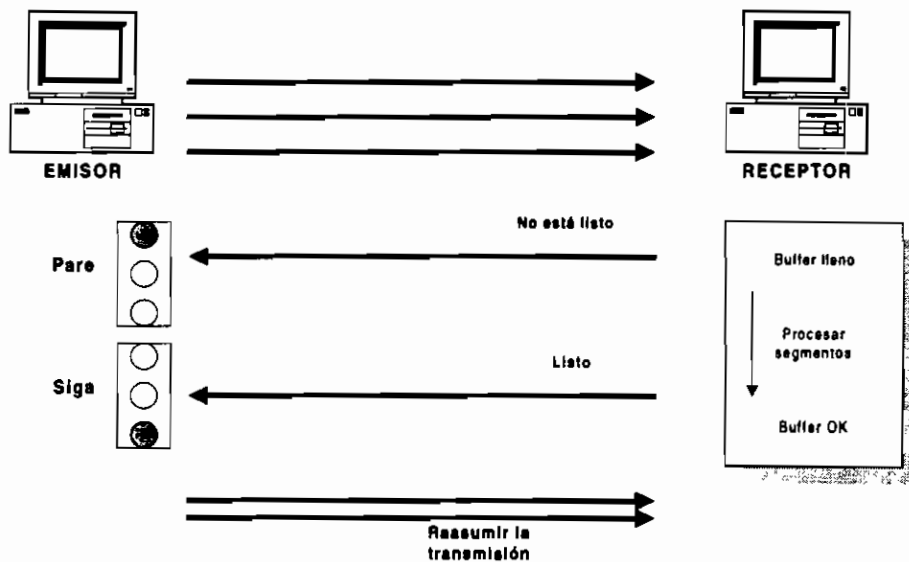 EMISOR
RECEPTOR
No está listo
Pare
Buffer lleno
Procesar
segmentos
Listo
Siga
Buffer OK
Reasumir la
transmisión